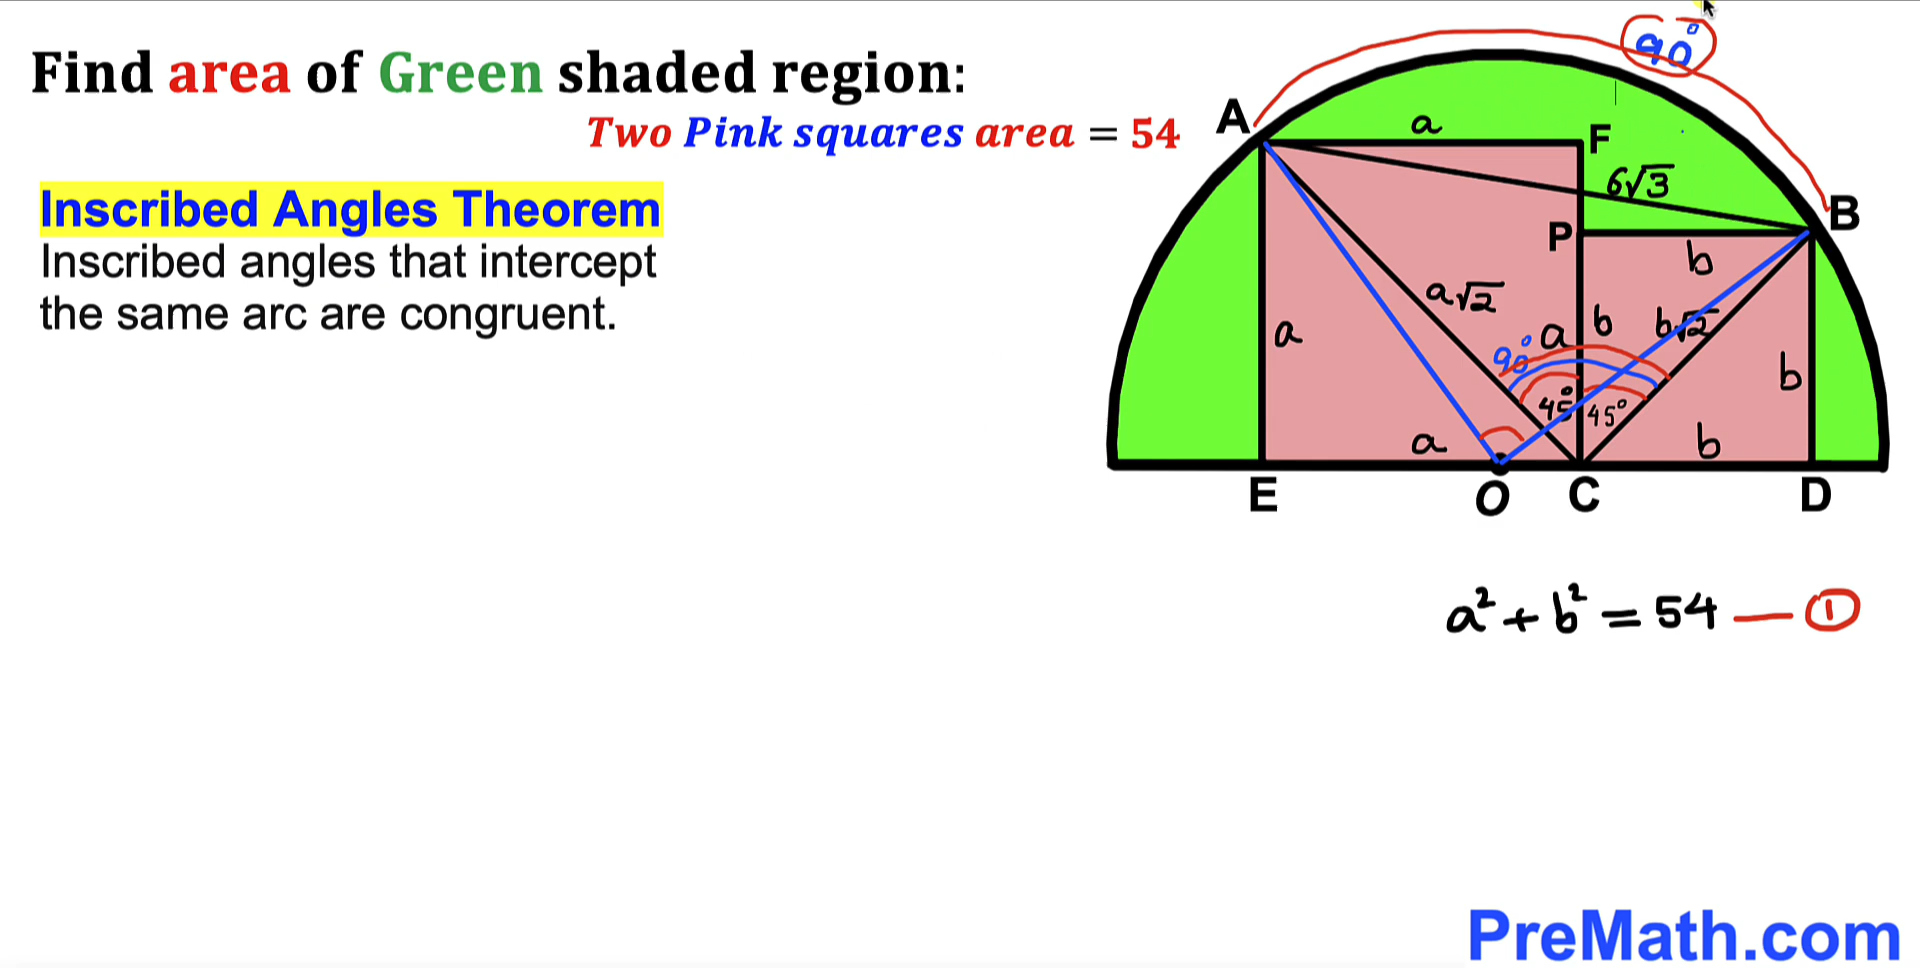 Find area of Green shaded region:
Two Pink squares area = 54
Inscribed Angles Theorem
Inscribed angles that intercept
the same arc are congruent.
90°
A
a
F
6√3
B
P
b
a√2
a
a
b
b√2
90°
b
45°
45°
a
b
E
O
C
D
a² + b² = 54 — ①
PreMath.com